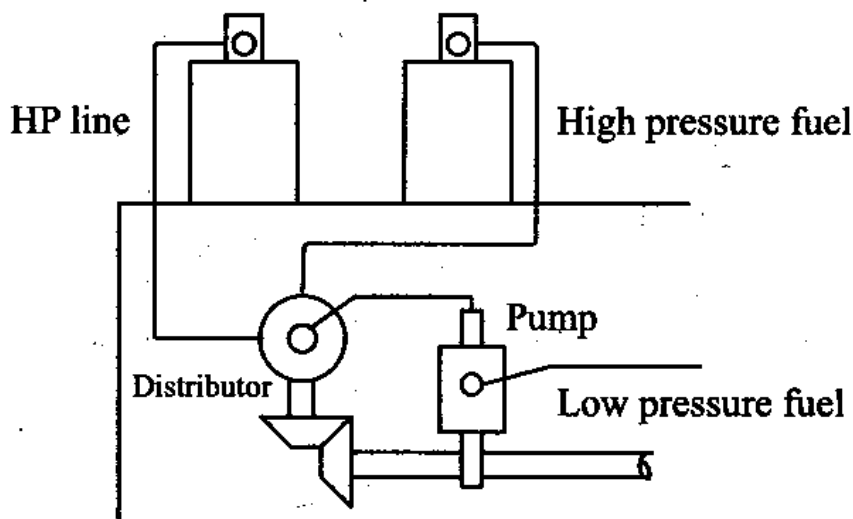 HP line
High pressure fuel
Pump
Distributor
Low pressure fuel